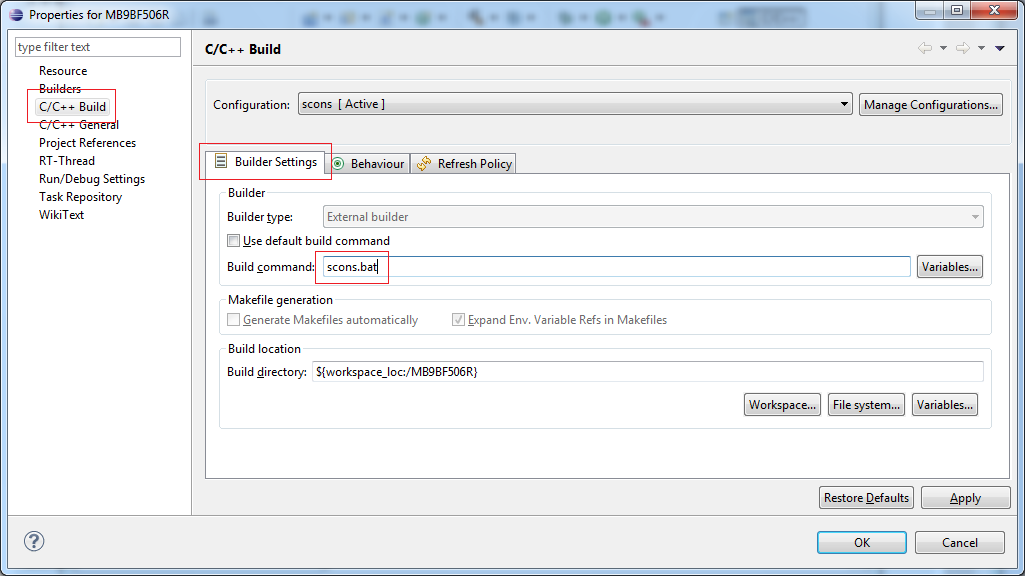 Properties for MB9BF506R
type filter text
Resource
Builders
C/C++ Build
C/C++ General
Project References
RT-Thread
Run/Debug Settings
Task Repository
WikiText
C/C++ Build
Configuration: scons [ Active ] Manage Configurations...
Builder Settings Behaviour Refresh Policy
Builder
Builder type: External builder
Use default build command
Build command: scons.bat Variables...
Makefile generation
Generate Makefiles automatically Expand Env. Variable Refs in Makefiles
Build location
Build directory: ${workspace_loc:/MB9BF506R}
Workspace... File system... Variables...
Restore Defaults Apply
? OK Cancel